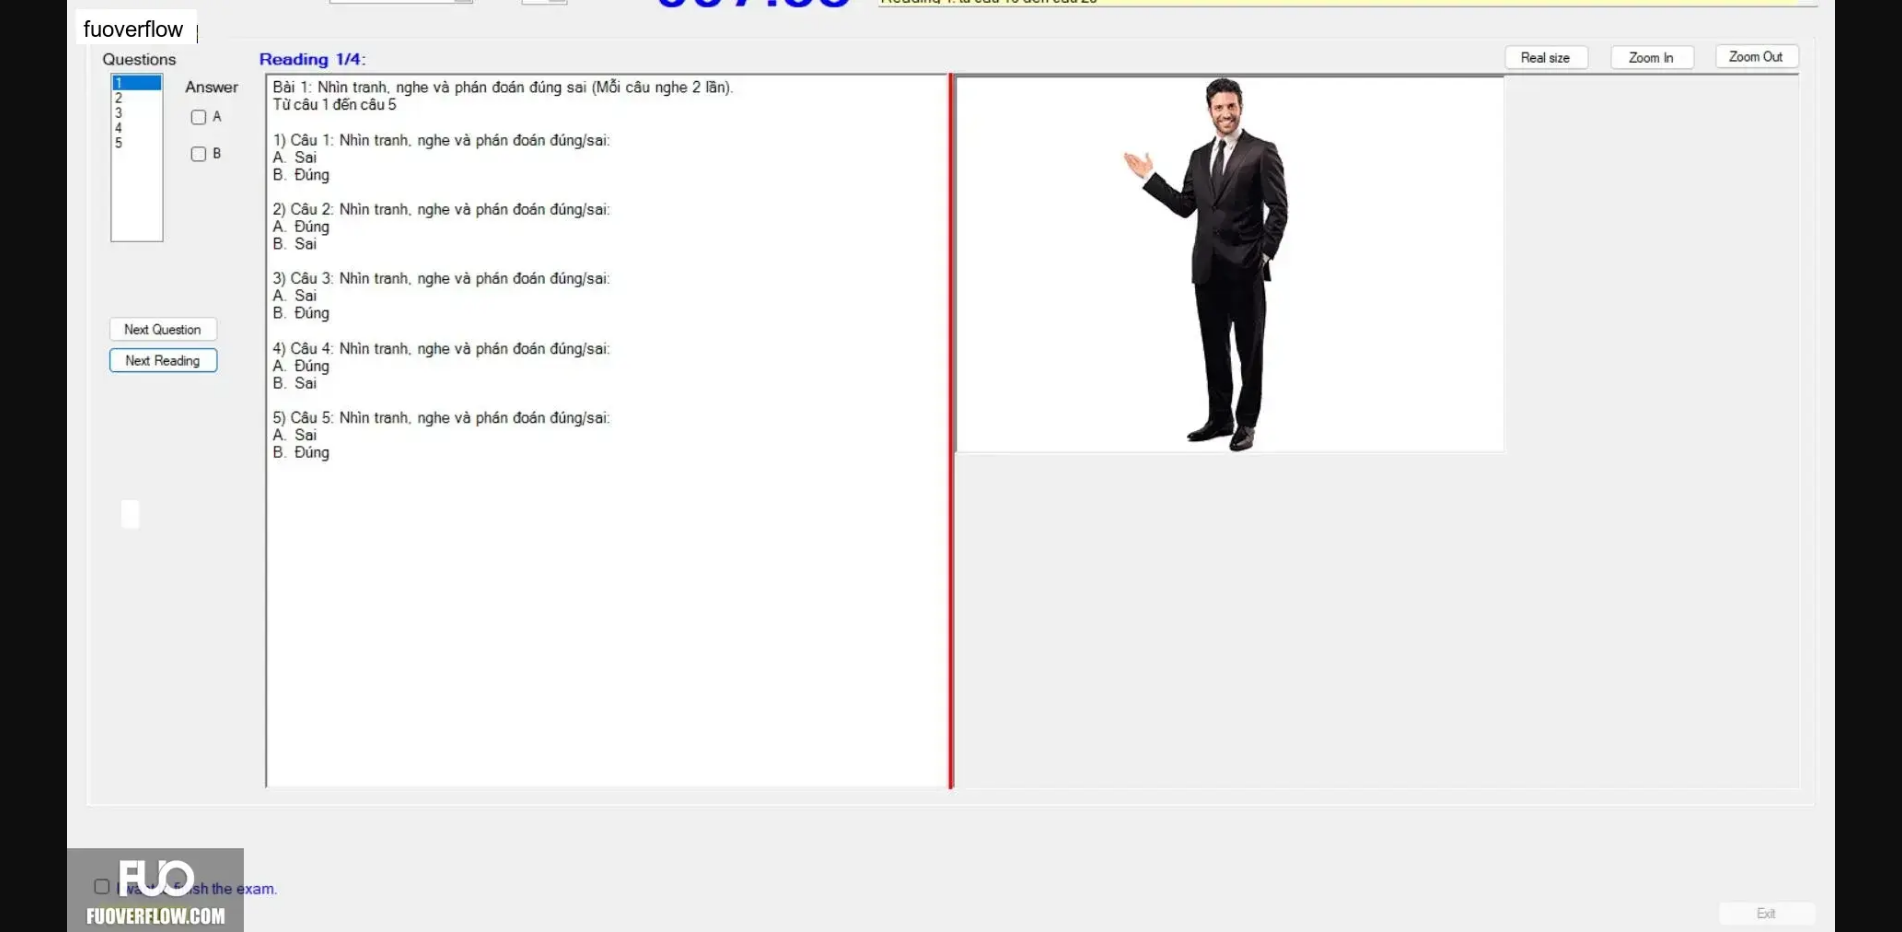 fuoverflow
Questions
Reading 1/4:
Real size
Zoom In
Zoom Out
1
2
3
4
5
Answer
A
B
Bài 1: Nhìn tranh, nghe và phán đoán đúng sai (Mỗi câu nghe 2 lần).
Từ câu 1 đến câu 5
1) Câu 1: Nhìn tranh, nghe và phán đoán đúng/sai:
A. Sai
B. Đúng
2) Câu 2: Nhìn tranh, nghe và phán đoán đúng/sai:
A. Đúng
B. Sai
3) Câu 3: Nhìn tranh, nghe và phán đoán đúng/sai:
A. Sai
B. Đúng
4) Câu 4: Nhìn tranh, nghe và phán đoán đúng/sai:
A. Đúng
B. Sai
5) Câu 5: Nhìn tranh, nghe và phán đoán đúng/sai:
A. Sai
B. Đúng
Next Question
Next Reading
FUO
the exam.
FUOVERFLOW.COM
Exit